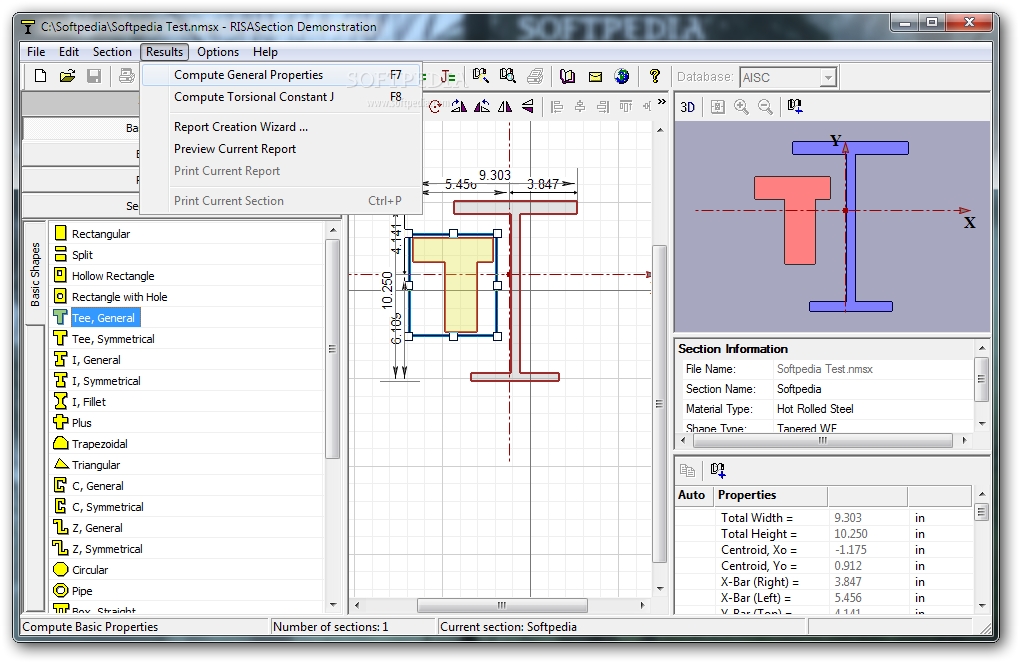 C:\Softpedia\Softpedia Test.nmsx - RISASection Demonstration
SOFTPEDIA
File Edit Section Results Options Help
Compute General Properties F7
Compute Torsional Constant J F8
Report Creation Wizard ...
Preview Current Report
Print Current Report
Print Current Section Ctrl+P
J=
Database: AISC
SOFTPEDIA
3D
Ba
Se
Basic Shapes
Rectangular
Split
Hollow Rectangle
Rectangle with Hole
Tee, General
Tee, Symmetrical
I, General
I, Symmetrical
I, Fillet
Plus
Trapezoidal
Triangular
C, General
C, Symmetrical
Z, General
Z, Symmetrical
Circular
Pipe
Box, Straight
9.303
5.456
3.847
4.141
10.250
6.109
Y
X
Section Information
File Name: Softpedia Test.nmsx
Section Name: Softpedia
Material Type: Hot Rolled Steel
Shape Type: Tapered WF
Auto Properties
Total Width = 9.303 in
Total Height = 10.250 in
Centroid, Xo = -1.175 in
Centroid, Yo = 0.912 in
X-Bar (Right) = 3.847 in
X-Bar (Left) = 5.456 in
Y-Bar (Top) = 4.141 in
Compute Basic Properties
Number of sections: 1
Current section: Softpedia